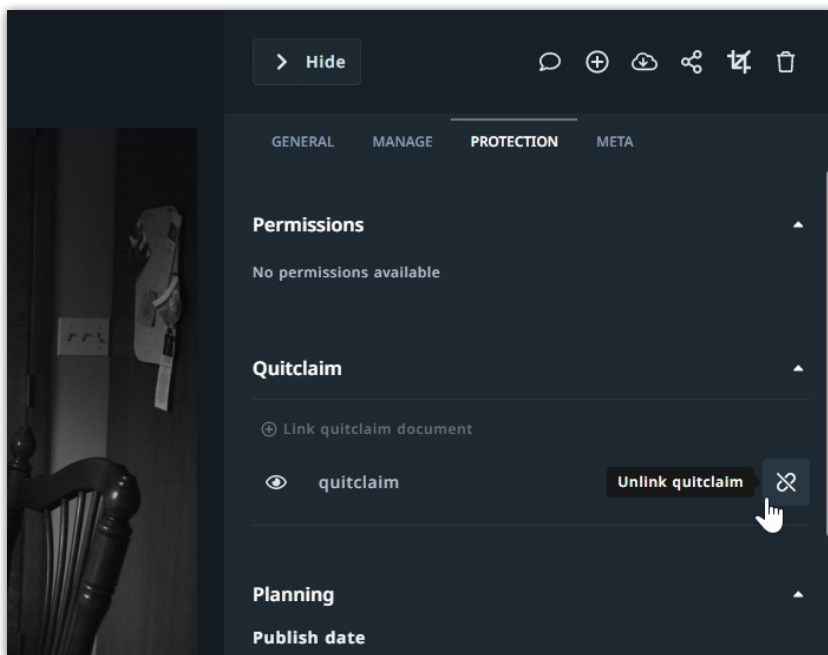 Hide
GENERAL MANAGE PROTECTION META
Permissions
No permissions available
Quitclaim
Link quitclaim document
quitclaim Unlink quitclaim
Planning
Publish date